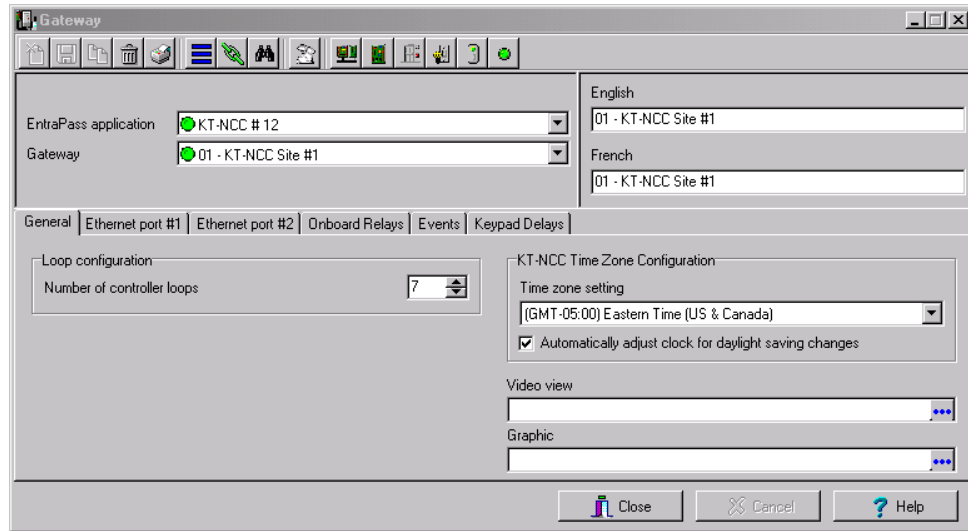 Gateway
English
EntraPass application KT-NCC # 12 01 - KT-NCC Site #1
Gateway 01 - KT-NCC Site #1 French
01 - KT-NCC Site #1
General Ethernet port #1 Ethernet port #2 Onboard Relays Events Keypad Delays
Loop configuration
Number of controller loops 7
KT-NCC Time Zone Configuration
Time zone setting
(GMT-05:00) Eastern Time (US & Canada)
Automatically adjust clock for daylight saving changes
Video view
Graphic
Close Cancel Help